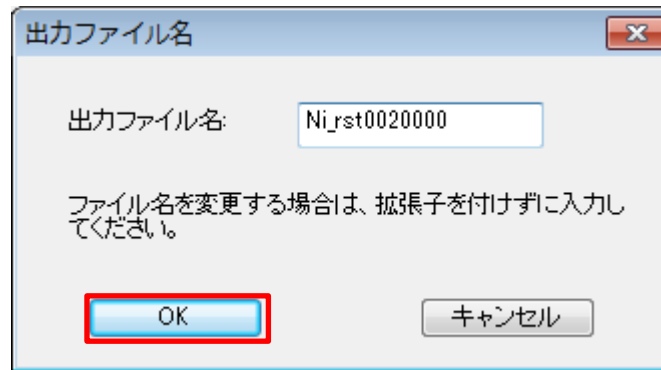 出力ファイル名
出力ファイル名: Ni_rst0020000
ファイル名を変更する場合は、拡張子を付けずに入力し
てください。
OK キャンセル